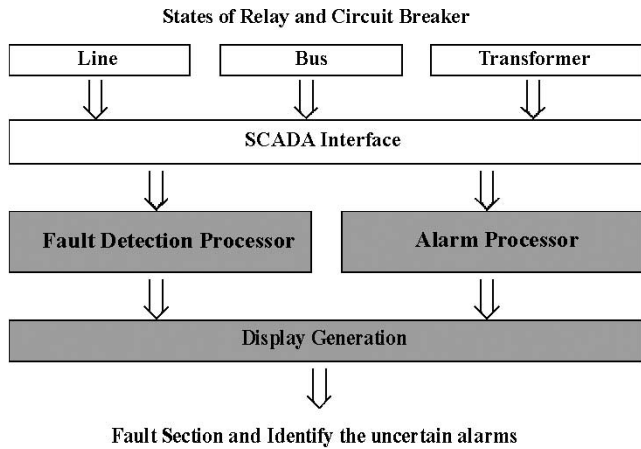 States of Relay and Circuit Breaker
Line
Bus
Transformer
SCADA Interface
Fault Detection Processor
Alarm Processor
Display Generation
Fault Section and Identify the uncertain alarms